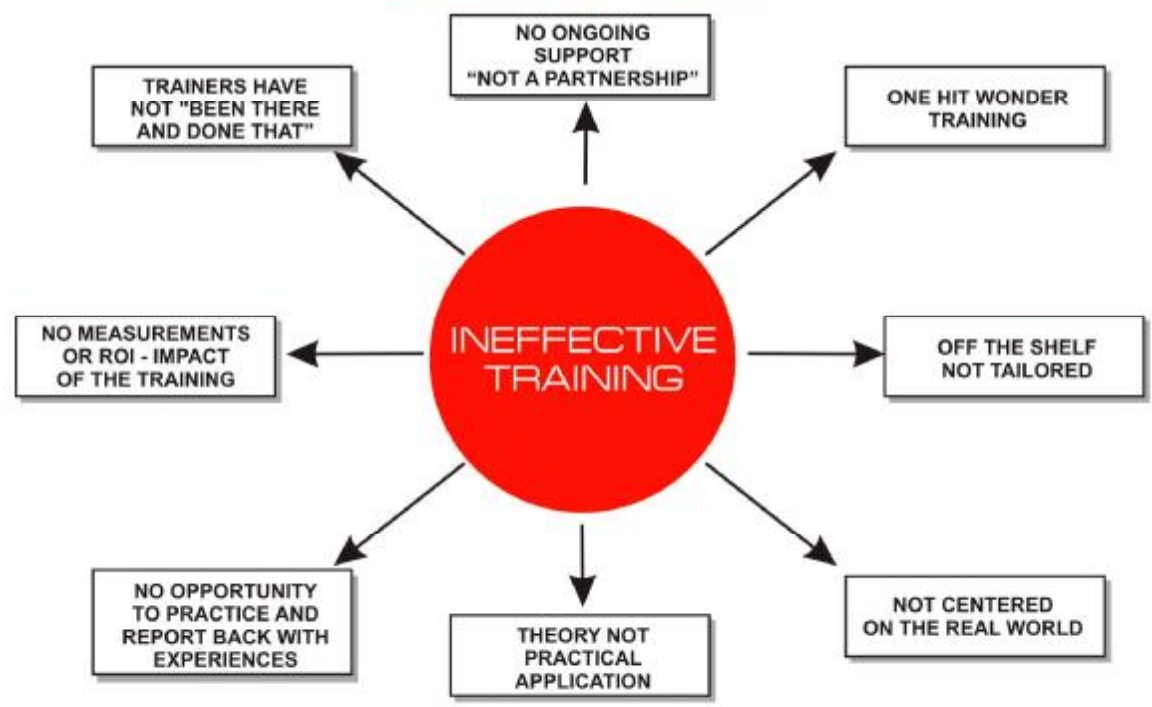 NO ONGOING
SUPPORT
“NOT A PARTNERSHIP”
TRAINERS HAVE
NOT "BEEN THERE
AND DONE THAT"
ONE HIT WONDER
TRAINING
INEFFECTIVE
TRAINING
NO MEASUREMENTS
OR ROI - IMPACT
OF THE TRAINING
OFF THE SHELF
NOT TAILORED
NO OPPORTUNITY
TO PRACTICE AND
REPORT BACK WITH
EXPERIENCES
THEORY NOT
PRACTICAL
APPLICATION
NOT CENTERED
ON THE REAL WORLD